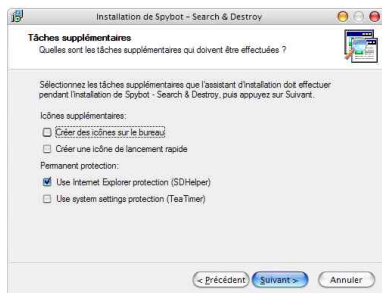 Installation de Spybot - Search & Destroy
Tâches supplémentaires
Quelles sont les tâches supplémentaires qui doivent être effectuées ?
Sélectionnez les tâches supplémentaires que l'assistant d'installation doit effectuer
pendant l'installation de Spybot - Search & Destroy, puis appuyez sur Suivant.
Icônes supplémentaires:
Créer des icônes sur le bureau
Créer une icône de lancement rapide
Permanent protection:
Use Internet Explorer protection (SDHelper)
Use system settings protection (TeaTimer)
< Précédent
Suivant >
Annuler